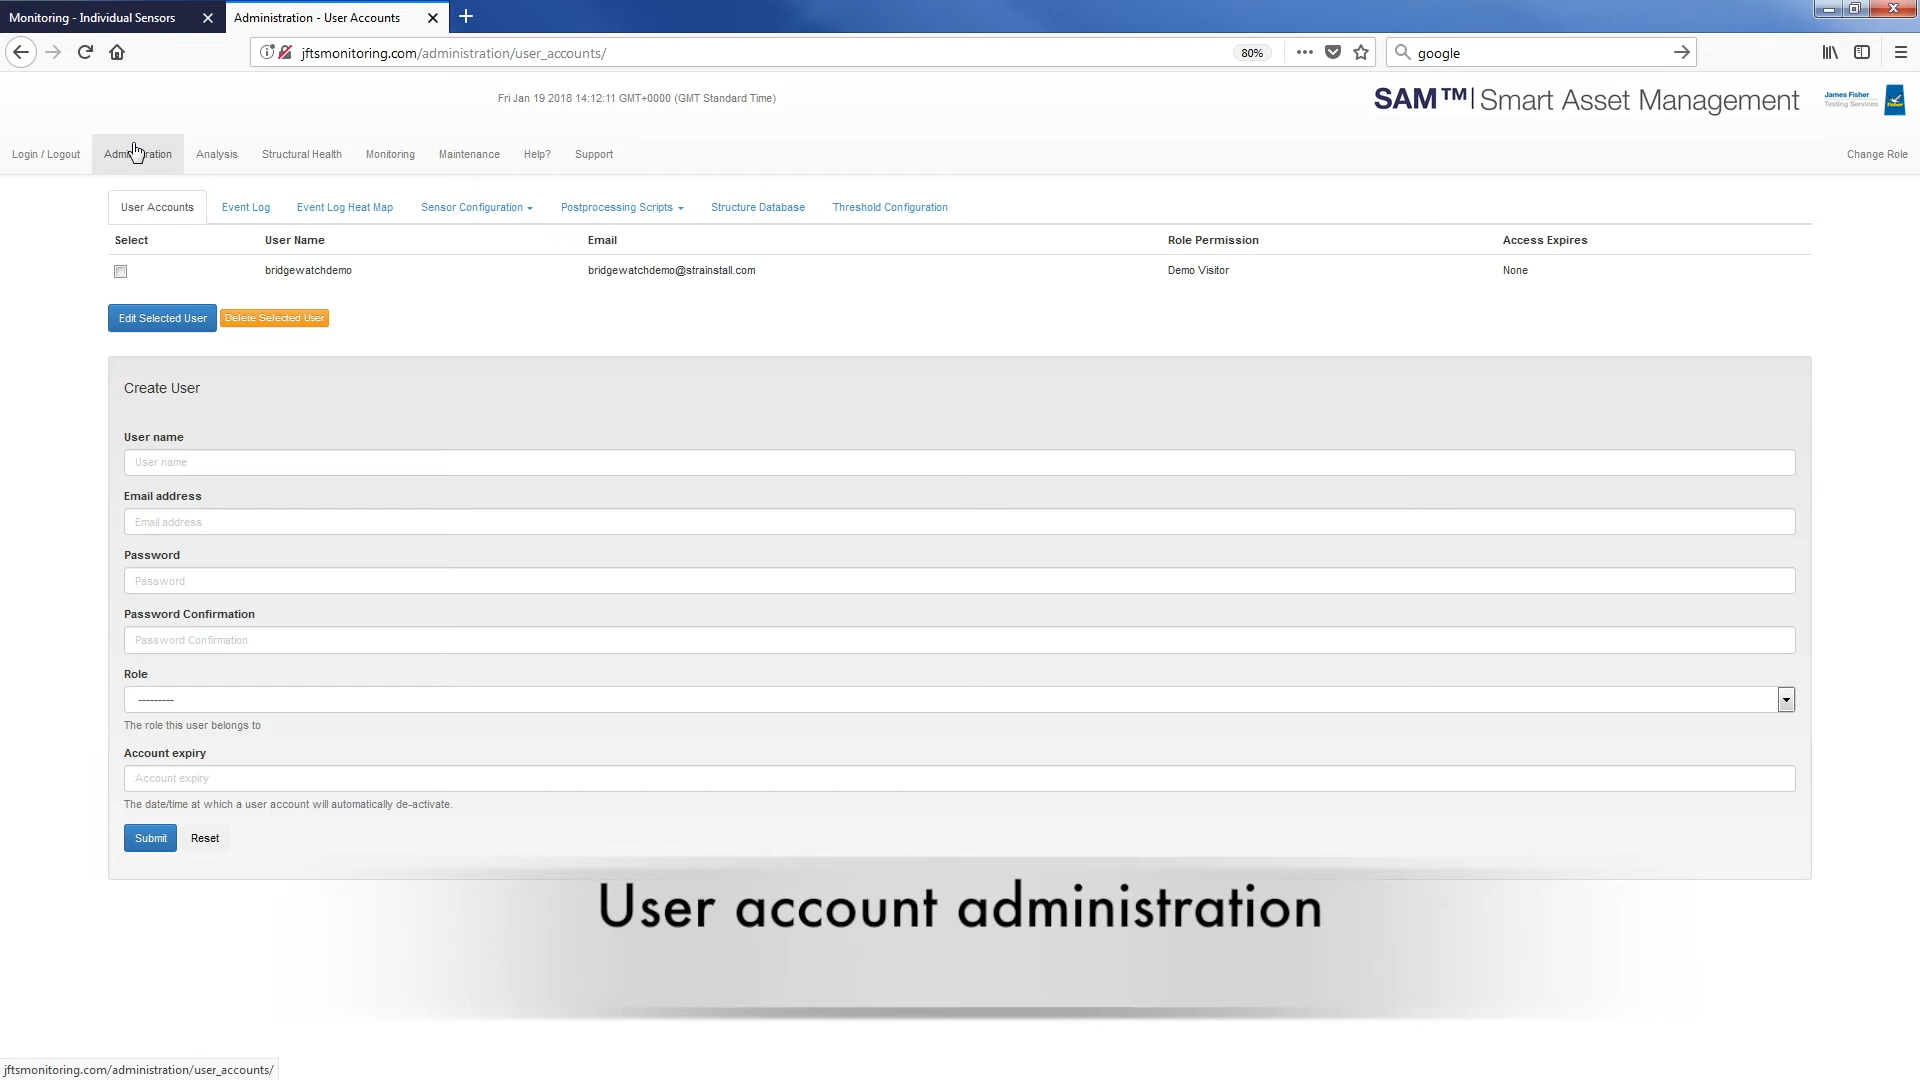 Monitoring - Individual Sensors
Administration - User Accounts
jftsmonitoring.com/administration/user_accounts/
80%
google
Fri Jan 19 2018 14:12:11 GMT+0000 (GMT Standard Time)
SAM™ | Smart Asset Management
James Fisher
Testing Services
Fisher
Login / Logout
Administration
Analysis
Structural Health
Monitoring
Maintenance
Help?
Support
Change Role
User Accounts
Event Log
Event Log Heat Map
Sensor Configuration
Postprocessing Scripts
Structure Database
Threshold Configuration
Select User Name Email Role Permission Access Expires
bridgewatchdemo bridgewatchdemo@strainstall.com Demo Visitor None
Edit Selected User
Delete Selected User
Create User
User name
User name
Email address
Email address
Password
Password
Password Confirmation
Password Confirmation
Role
---------
The role this user belongs to
Account expiry
Account expiry
The date/time at which a user account will automatically de-activate.
Submit
Reset
User account administration
jftsmonitoring.com/administration/user_accounts/